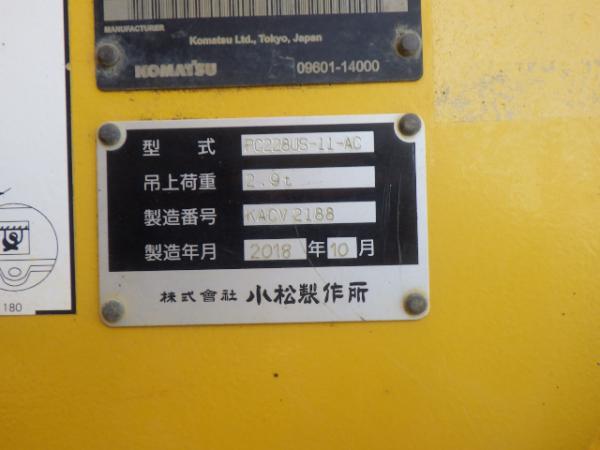 MANUFACTURER
Komatsu Ltd., Tokyo, Japan
KOMATSU 09601-14000
型式 PC228US-11-AC
吊上荷重 2.9t
製造番号 KACV2188
製造年月 2018 年 10 月
株式會社 小松製作所
180